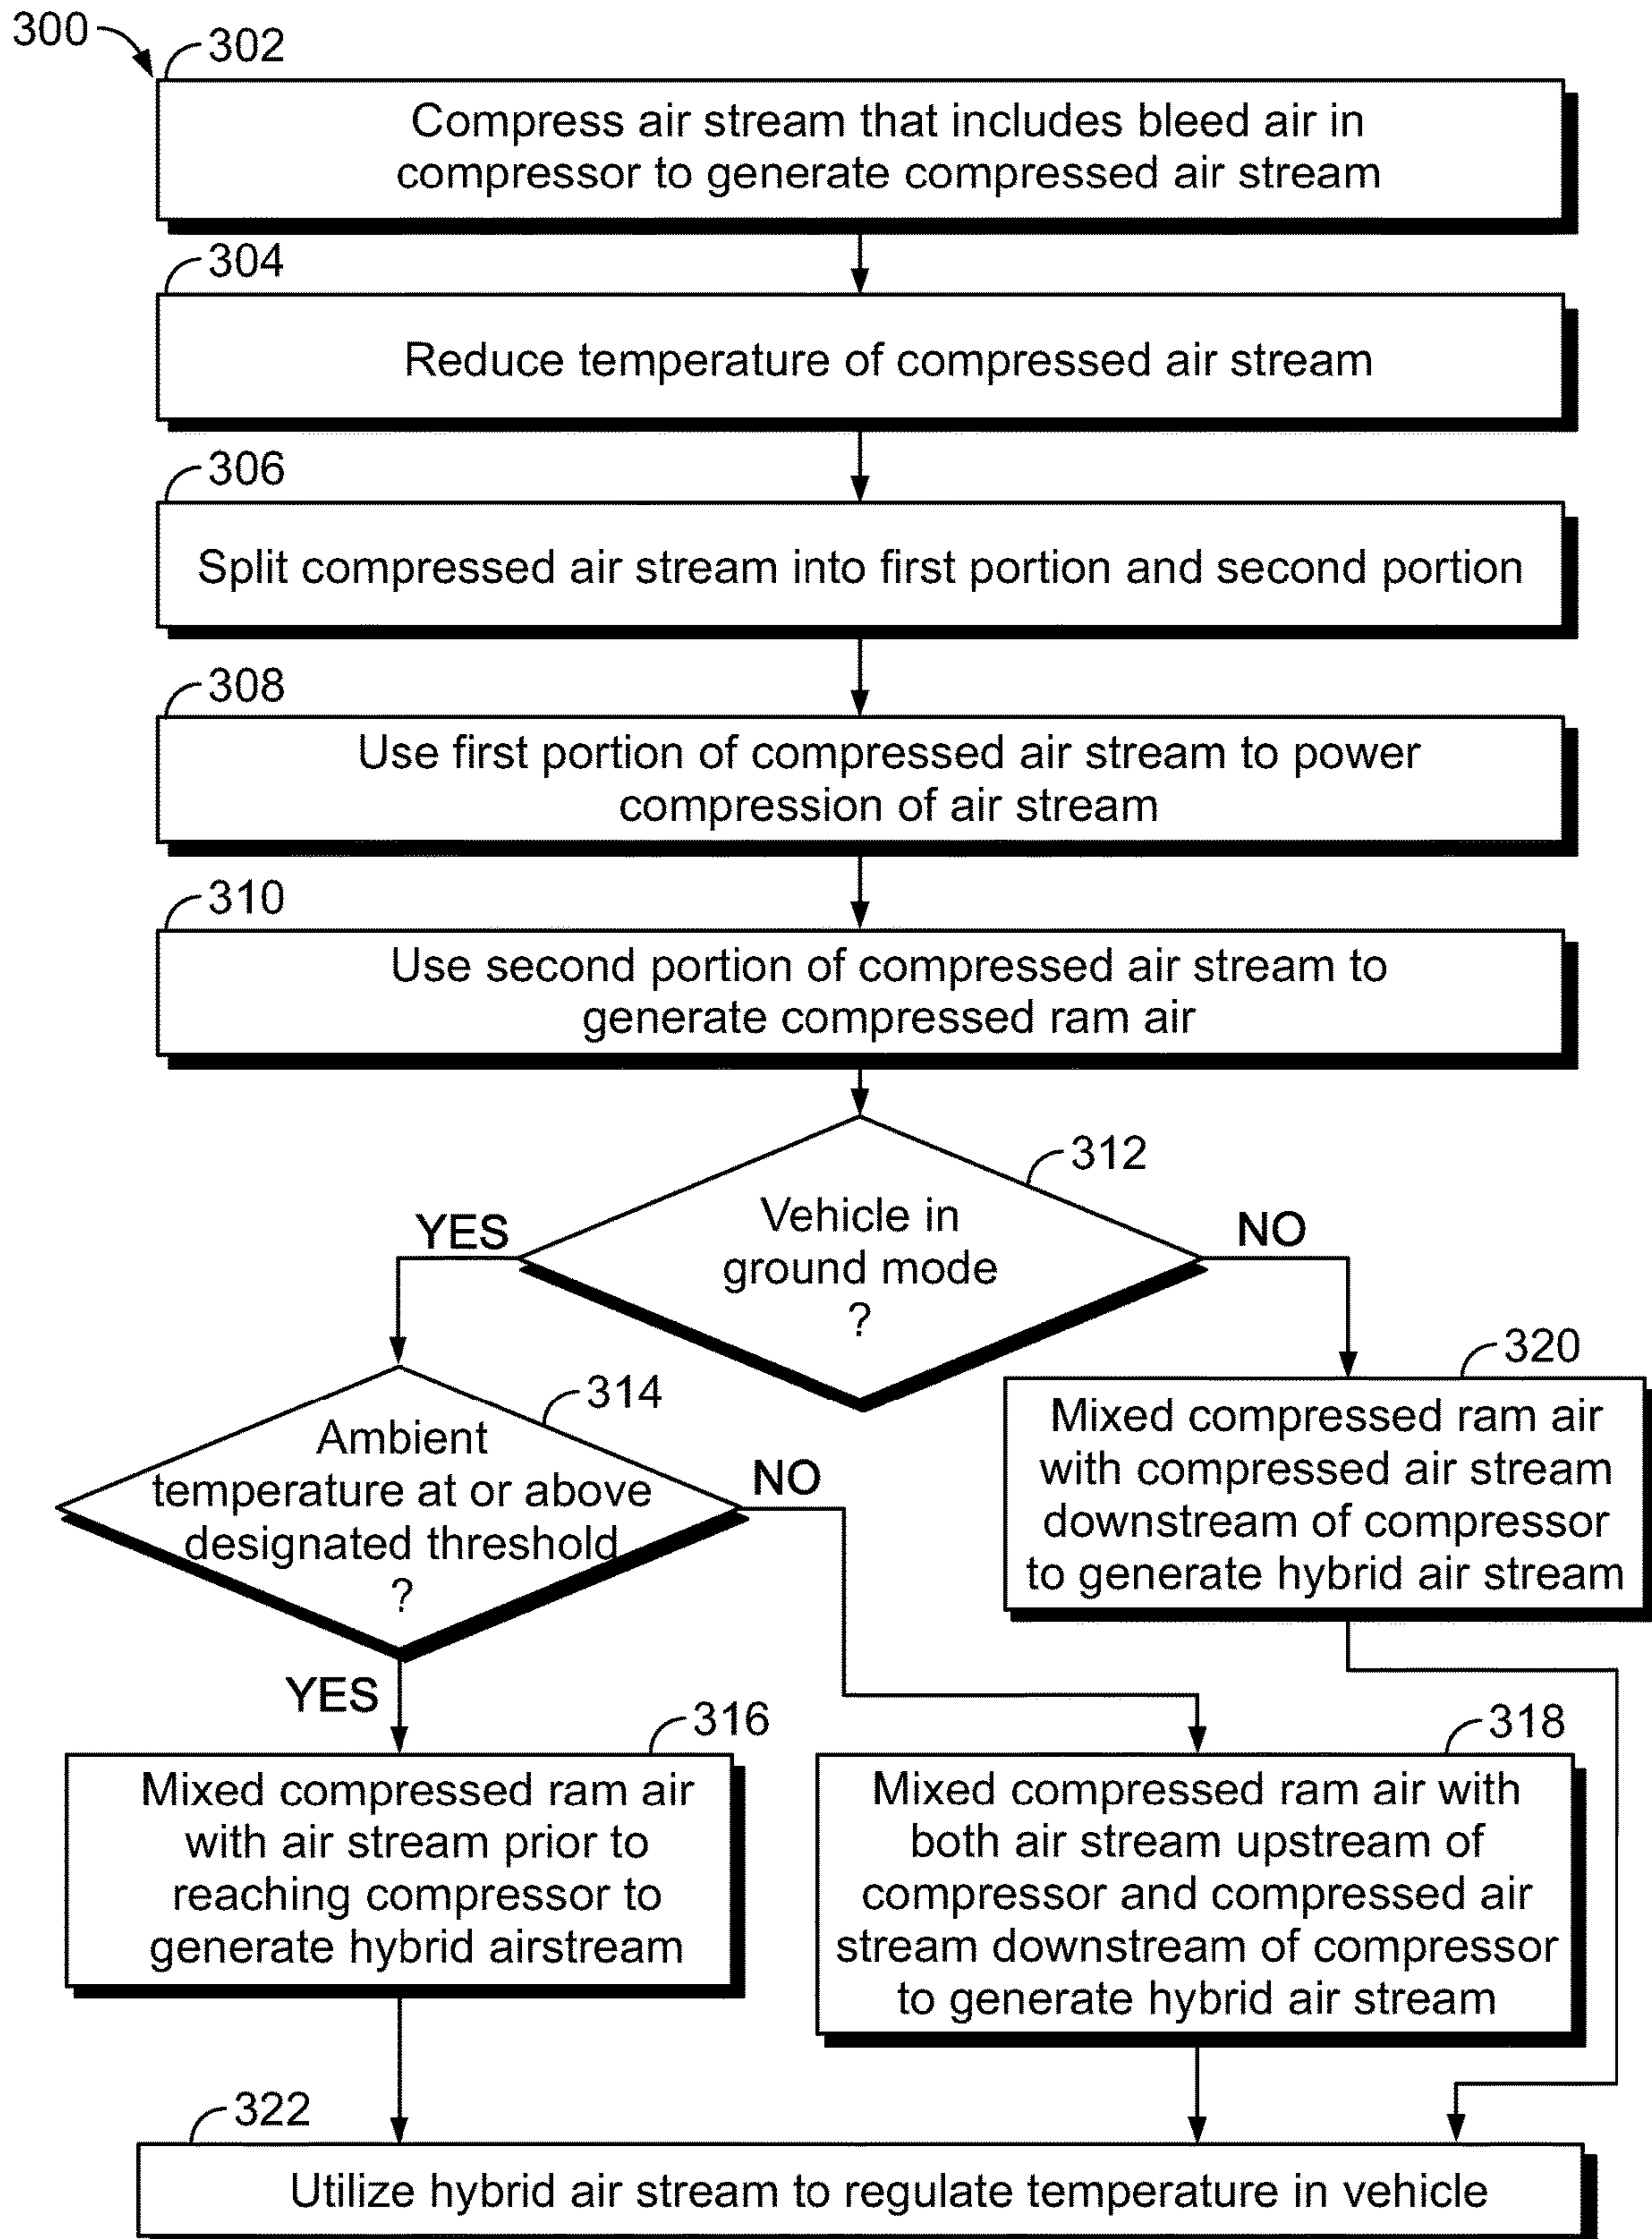 300
302
Compress air stream that includes bleed air in
compressor to generate compressed air stream
304
Reduce temperature of compressed air stream
306
Split compressed air stream into first portion and second portion
308
Use first portion of compressed air stream to power
compression of air stream
310
Use second portion of compressed air stream to
generate compressed ram air
312
Vehicle in
ground mode
?
YES
NO
314
Ambient
temperature at or above
designated threshold
?
NO
YES
320
Mixed compressed ram air
with compressed air stream
downstream of compressor
to generate hybrid air stream
316
Mixed compressed ram air
with air stream prior to
reaching compressor to
generate hybrid airstream
318
Mixed compressed ram air with
both air stream upstream of
compressor and compressed air
stream downstream of compressor
to generate hybrid air stream
322
Utilize hybrid air stream to regulate temperature in vehicle